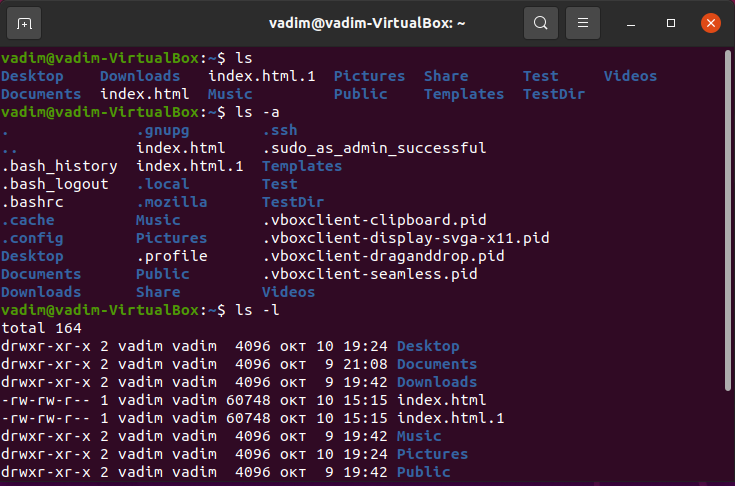 vadim@vadim-VirtualBox: ~
vadim@vadim-VirtualBox:~$ ls
Desktop    Downloads   index.html.1  Pictures  Share      Test     Videos
Documents  index.html  Music         Public    Templates  TestDir
vadim@vadim-VirtualBox:~$ ls -a
.              .gnupg        .ssh
..             index.html    .sudo_as_admin_successful
.bash_history  index.html.1  Templates
.bash_logout   .local        Test
.bashrc        .mozilla      TestDir
.cache         Music         .vboxclient-clipboard.pid
.config        Pictures      .vboxclient-display-svga-x11.pid
Desktop        .profile      .vboxclient-draganddrop.pid
Documents      Public        .vboxclient-seamless.pid
Downloads      Share         Videos
vadim@vadim-VirtualBox:~$ ls -l
total 164
drwxr-xr-x 2 vadim vadim  4096 окт 10 19:24 Desktop
drwxr-xr-x 2 vadim vadim  4096 окт  9 21:08 Documents
drwxr-xr-x 2 vadim vadim  4096 окт  9 19:42 Downloads
-rw-rw-r-- 1 vadim vadim 60748 окт 10 15:15 index.html
-rw-rw-r-- 1 vadim vadim 60748 окт 10 15:15 index.html.1
drwxr-xr-x 2 vadim vadim  4096 окт  9 19:42 Music
drwxr-xr-x 2 vadim vadim  4096 окт 10 19:24 Pictures
drwxr-xr-x 2 vadim vadim  4096 окт  9 19:42 Public